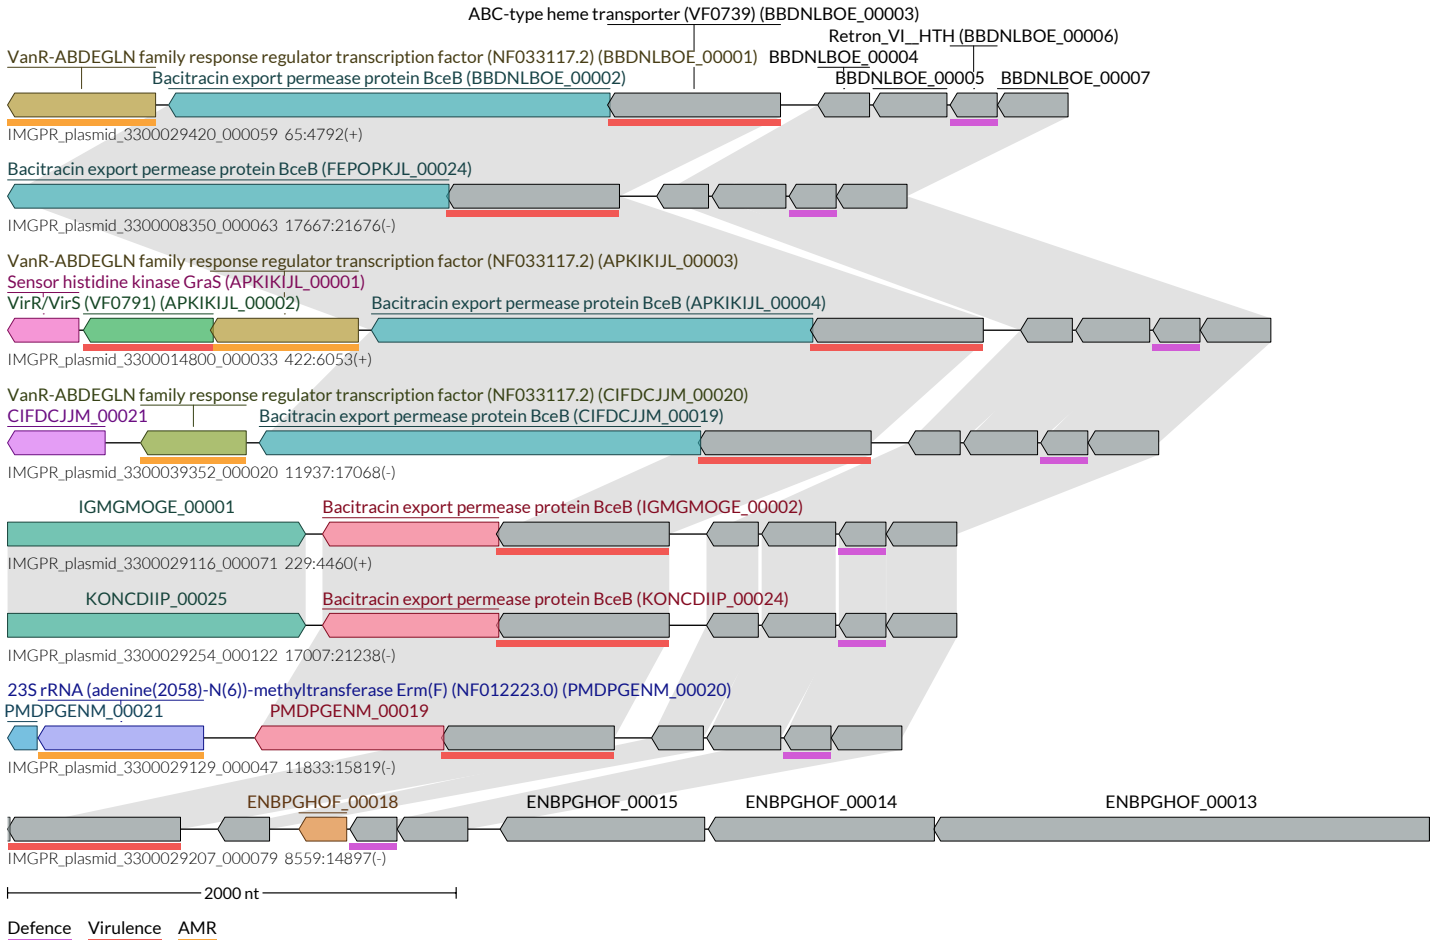 ABC-type heme transporter (VF0739) (BBDNLBOE_00003)
Retron_VI__HTH (BBDNLBOE_00006)
VanR-ABDEGLN family response regulator transcription factor (NF033117.2) (BBDNLBOE_00001) BBDNLBOE_00004
Bacitracin export permease protein BceB (BBDNLBOE_00002) BBDNLBOE_00005 BBDNLBOE_00007
IMGPR_plasmid_3300029420_000059 65:4792(+)
Bacitracin export permease protein BceB (FEPOPKJL_00024)
IMGPR_plasmid_3300008350_000063 17667:21676(-)
VanR-ABDEGLN family response regulator transcription factor (NF033117.2) (APKIKIJL_00003)
Sensor histidine kinase GraS (APKIKIJL_00001)
VirR/VirS (VF0791) (APKIKIJL_00002) Bacitracin export permease protein BceB (APKIKIJL_00004)
IMGPR_plasmid_3300014800_000033 422:6053(+)
VanR-ABDEGLN family response regulator transcription factor (NF033117.2) (CIFDCJJM_00020)
CIFDCJJM_00021 Bacitracin export permease protein BceB (CIFDCJJM_00019)
IMGPR_plasmid_3300039352_000020 11937:17068(-)
IGMGMOGE_00001 Bacitracin export permease protein BceB (IGMGMOGE_00002)
IMGPR_plasmid_3300029116_000071 229:4460(+)
KONCDIIP_00025 Bacitracin export permease protein BceB (KONCDIIP_00024)
IMGPR_plasmid_3300029254_000122 17007:21238(-)
23S rRNA (adenine(2058)-N(6))-methyltransferase Erm(F) (NF012223.0) (PMDPGENM_00020)
PMDPGENM_00021 PMDPGENM_00019
IMGPR_plasmid_3300029129_000047 11833:15819(-)
ENBPGHOF_00018 ENBPGHOF_00015 ENBPGHOF_00014 ENBPGHOF_00013
IMGPR_plasmid_3300029207_000079 8559:14897(-)
2000 nt
Defence Virulence AMR